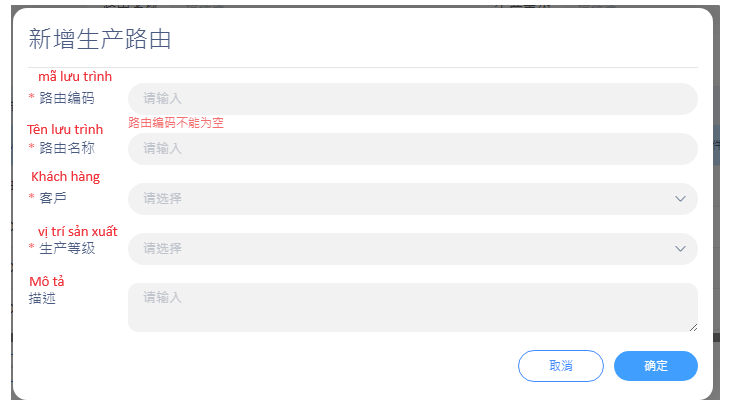 新增生产路由
mã lưu trình
* 路由编码
请输入
路由编码不能为空
Tên lưu trình
* 路由名称
请输入
Khách hàng
* 客戶
请选择
vị trí sản xuất
* 生产等级
请选择
Mô tả
描述
请输入
取消
确定